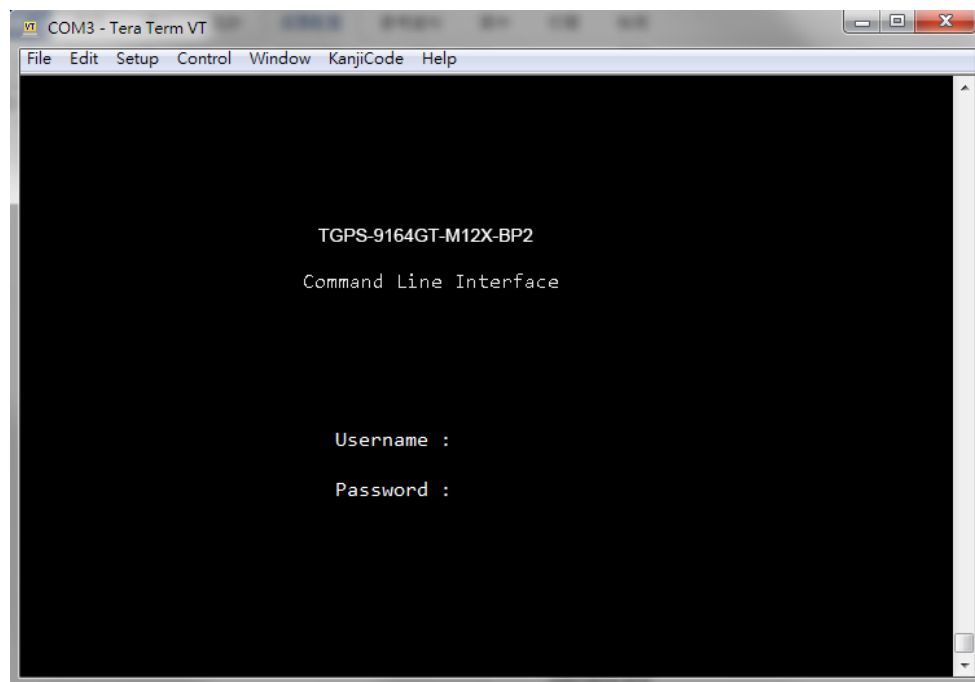 COM3 - Tera Term VT
File Edit Setup Control Window KanjiCode Help
TGPS-9164GT-M12X-BP2
Command Line Interface
Username :
Password :